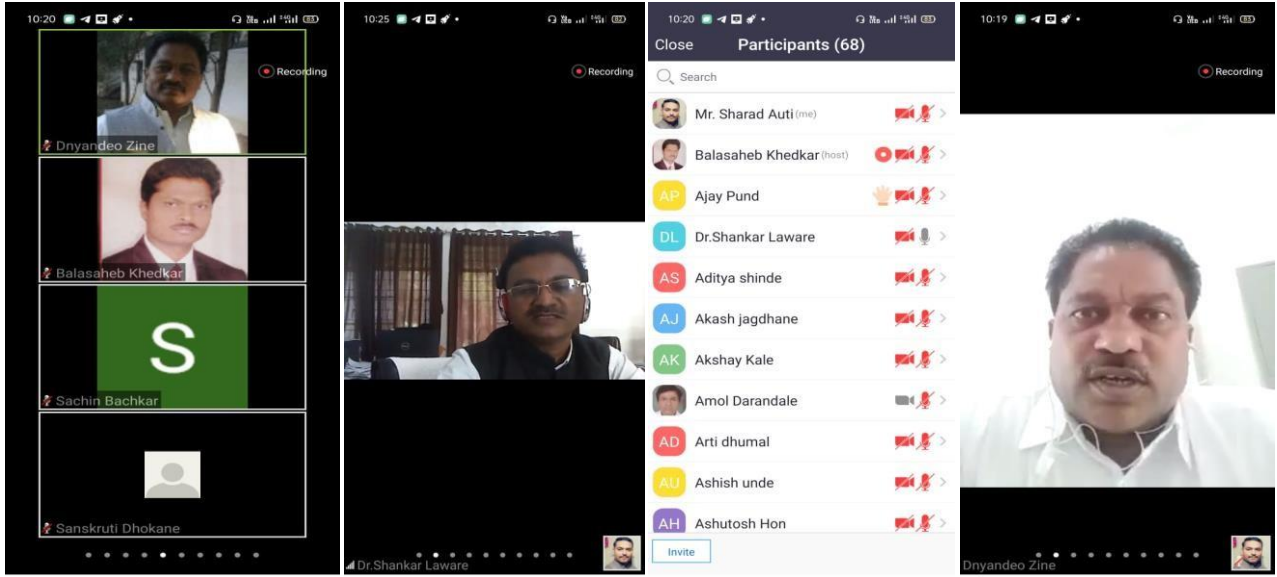 10:20
Recording
Dnyandeo Zine
Balasaheb Khedkar
S
Sachin Bachkar
Sanskruti Dhokane
10:25
Recording
Dr.Shankar Laware
10:20
Close Participants (68)
Search
Mr. Sharad Auti (me)
Balasaheb Khedkar (host)
AP Ajay Pund
DL Dr.Shankar Laware
AS Aditya shinde
AJ Akash jagdhane
AK Akshay Kale
Amol Darandale
AD Arti dhumal
AU Ashish unde
AH Ashutosh Hon
Invite
10:19
Recording
Dnyandeo Zine